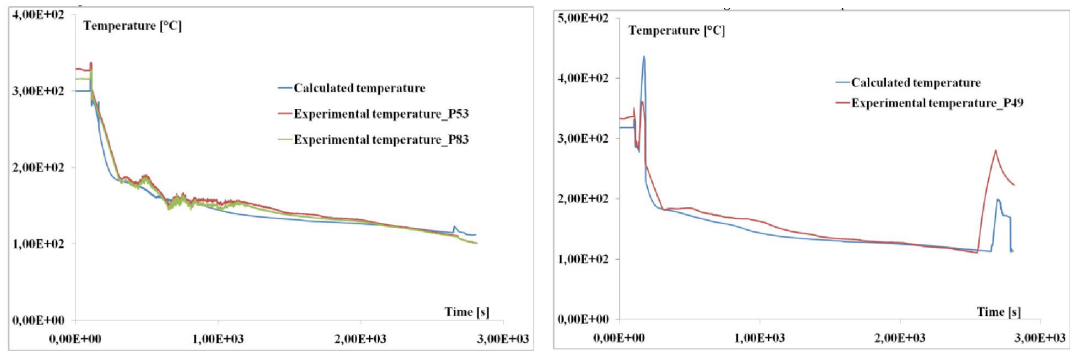 4,00E+02
Temperature [°C]
3,00E+02
2,00E+02
1,00E+02
0,00E+00
Calculated temperature
Experimental temperature_P53
Experimental temperature_P83
Time [s]
0,00E+00 1,00E+03 2,00E+03 3,00E+03
5,00E+02
Temperature [°C]
4,00E+02
3,00E+02
2,00E+02
1,00E+02
0,00E+00
Calculated temperature
Experimental temperature_P49
Time [s]
0,00E+00 1,00E+03 2,00E+03 3,00E+03